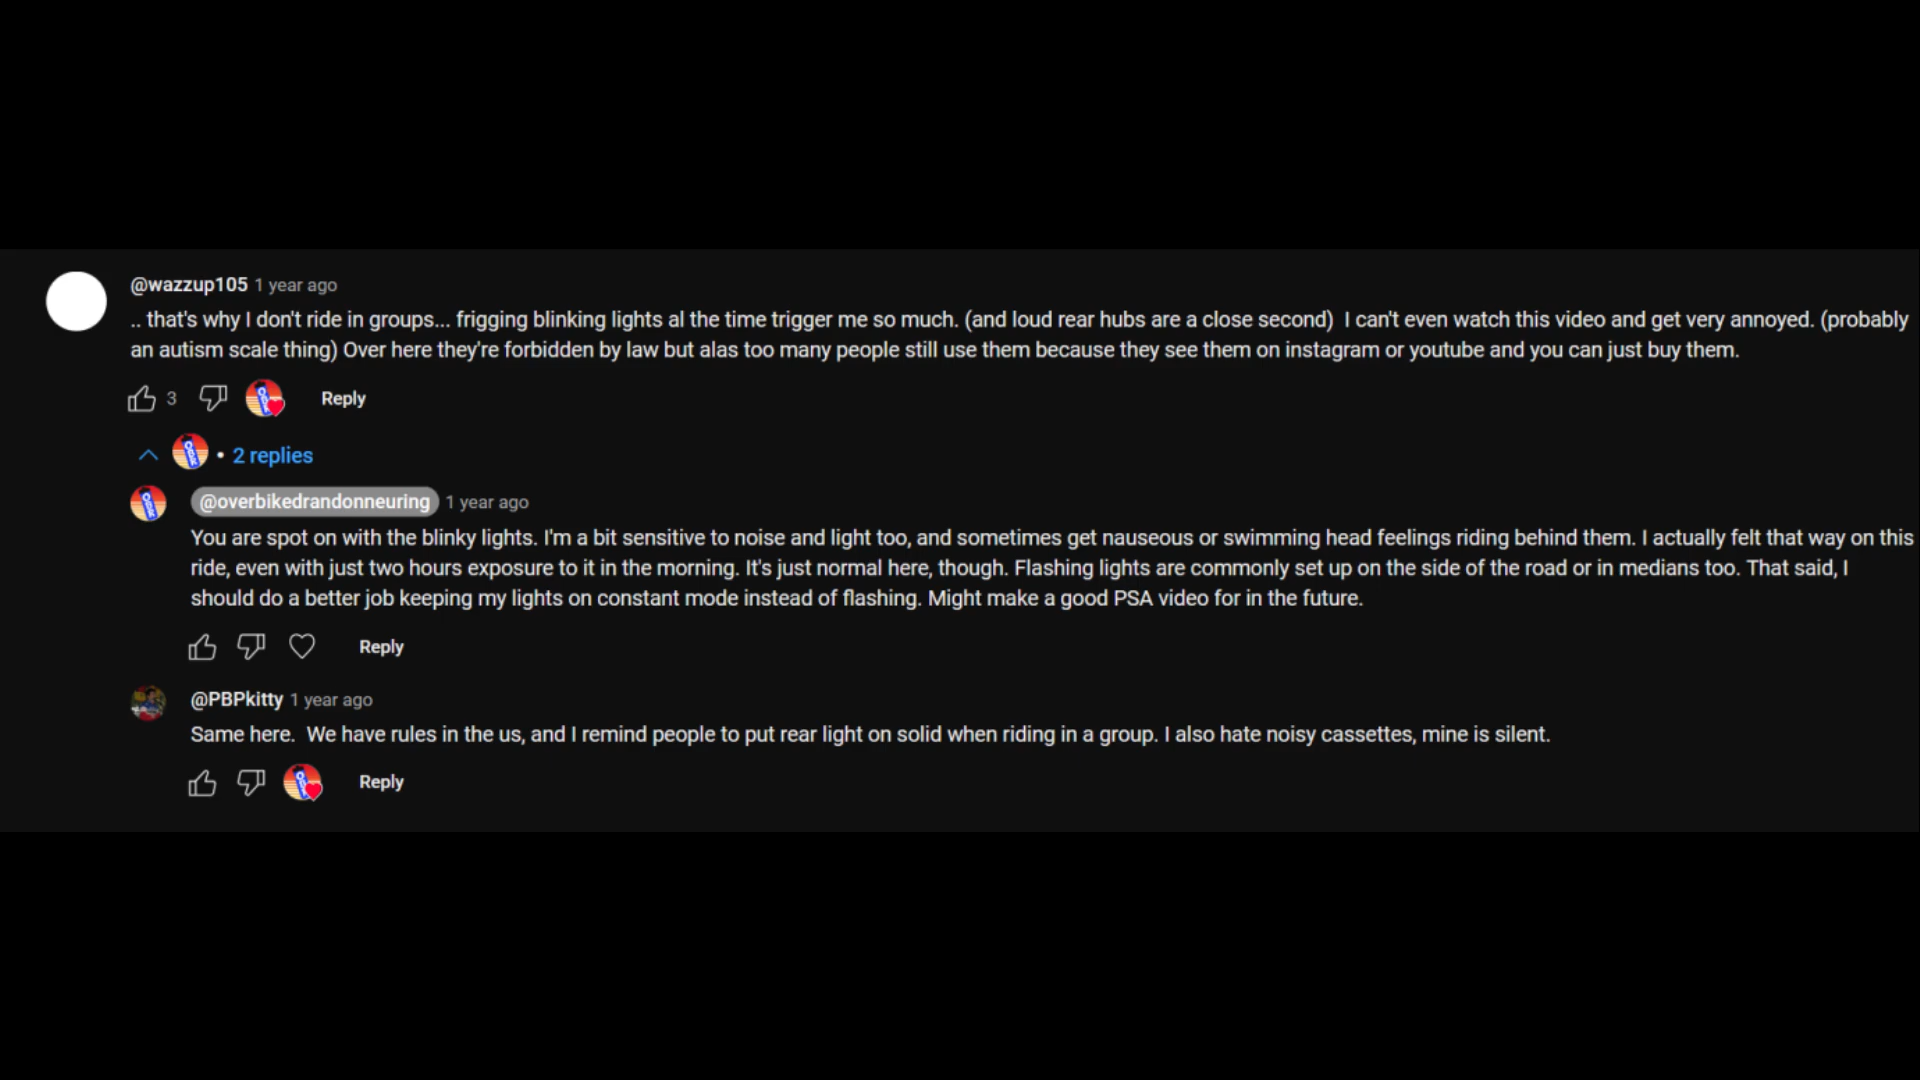 @wazzup105 1 year ago
.. that's why I don't ride in groups... frigging blinking lights al the time trigger me so much. (and loud rear hubs are a close second)  I can't even watch this video and get very annoyed. (probably
an autism scale thing) Over here they're forbidden by law but alas too many people still use them because they see them on instagram or youtube and you can just buy them.
3 Reply
• 2 replies
@overbikedrandonneuring 1 year ago
You are spot on with the blinky lights. I'm a bit sensitive to noise and light too, and sometimes get nauseous or swimming head feelings riding behind them. I actually felt that way on this
ride, even with just two hours exposure to it in the morning. It's just normal here, though. Flashing lights are commonly set up on the side of the road or in medians too. That said, I
should do a better job keeping my lights on constant mode instead of flashing. Might make a good PSA video for in the future.
Reply
@PBPkitty 1 year ago
Same here.  We have rules in the us, and I remind people to put rear light on solid when riding in a group. I also hate noisy cassettes, mine is silent.
Reply